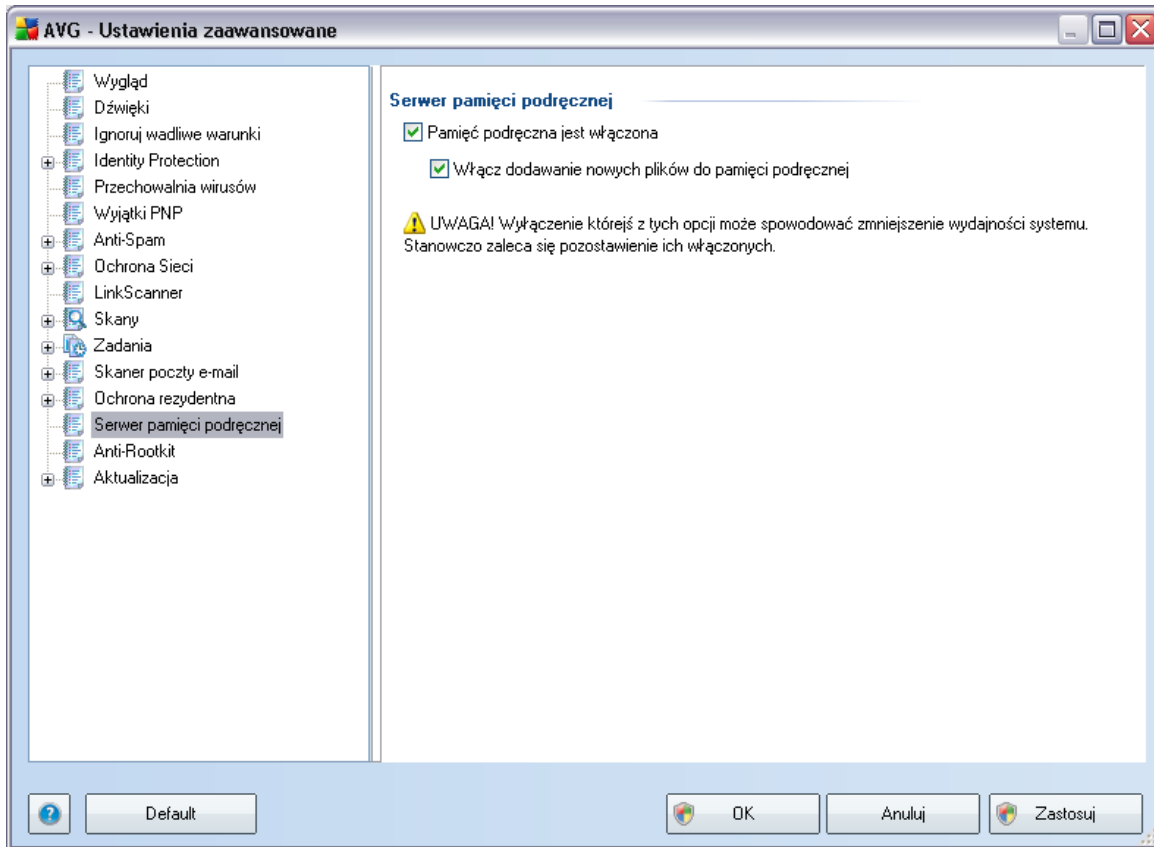 AVG - Ustawienia zaawansowane
Wygląd
Dźwięki
Ignoruj wadliwe warunki
Identity Protection
Przechowalnia wirusów
Wyjątki PNP
Anti-Spam
Ochrona Sieci
LinkScanner
Skany
Zadania
Skaner poczty e-mail
Ochrona rezydentna
Serwer pamięci podręcznej
Anti-Rootkit
Aktualizacja
Serwer pamięci podręcznej
Pamięć podręczna jest włączona
Włącz dodawanie nowych plików do pamięci podręcznej
UWAGA! Wyłączenie którejś z tych opcji może spowodować zmniejszenie wydajności systemu.
Stanowczo zaleca się pozostawienie ich włączonych.
Default
OK
Anuluj
Zastosuj